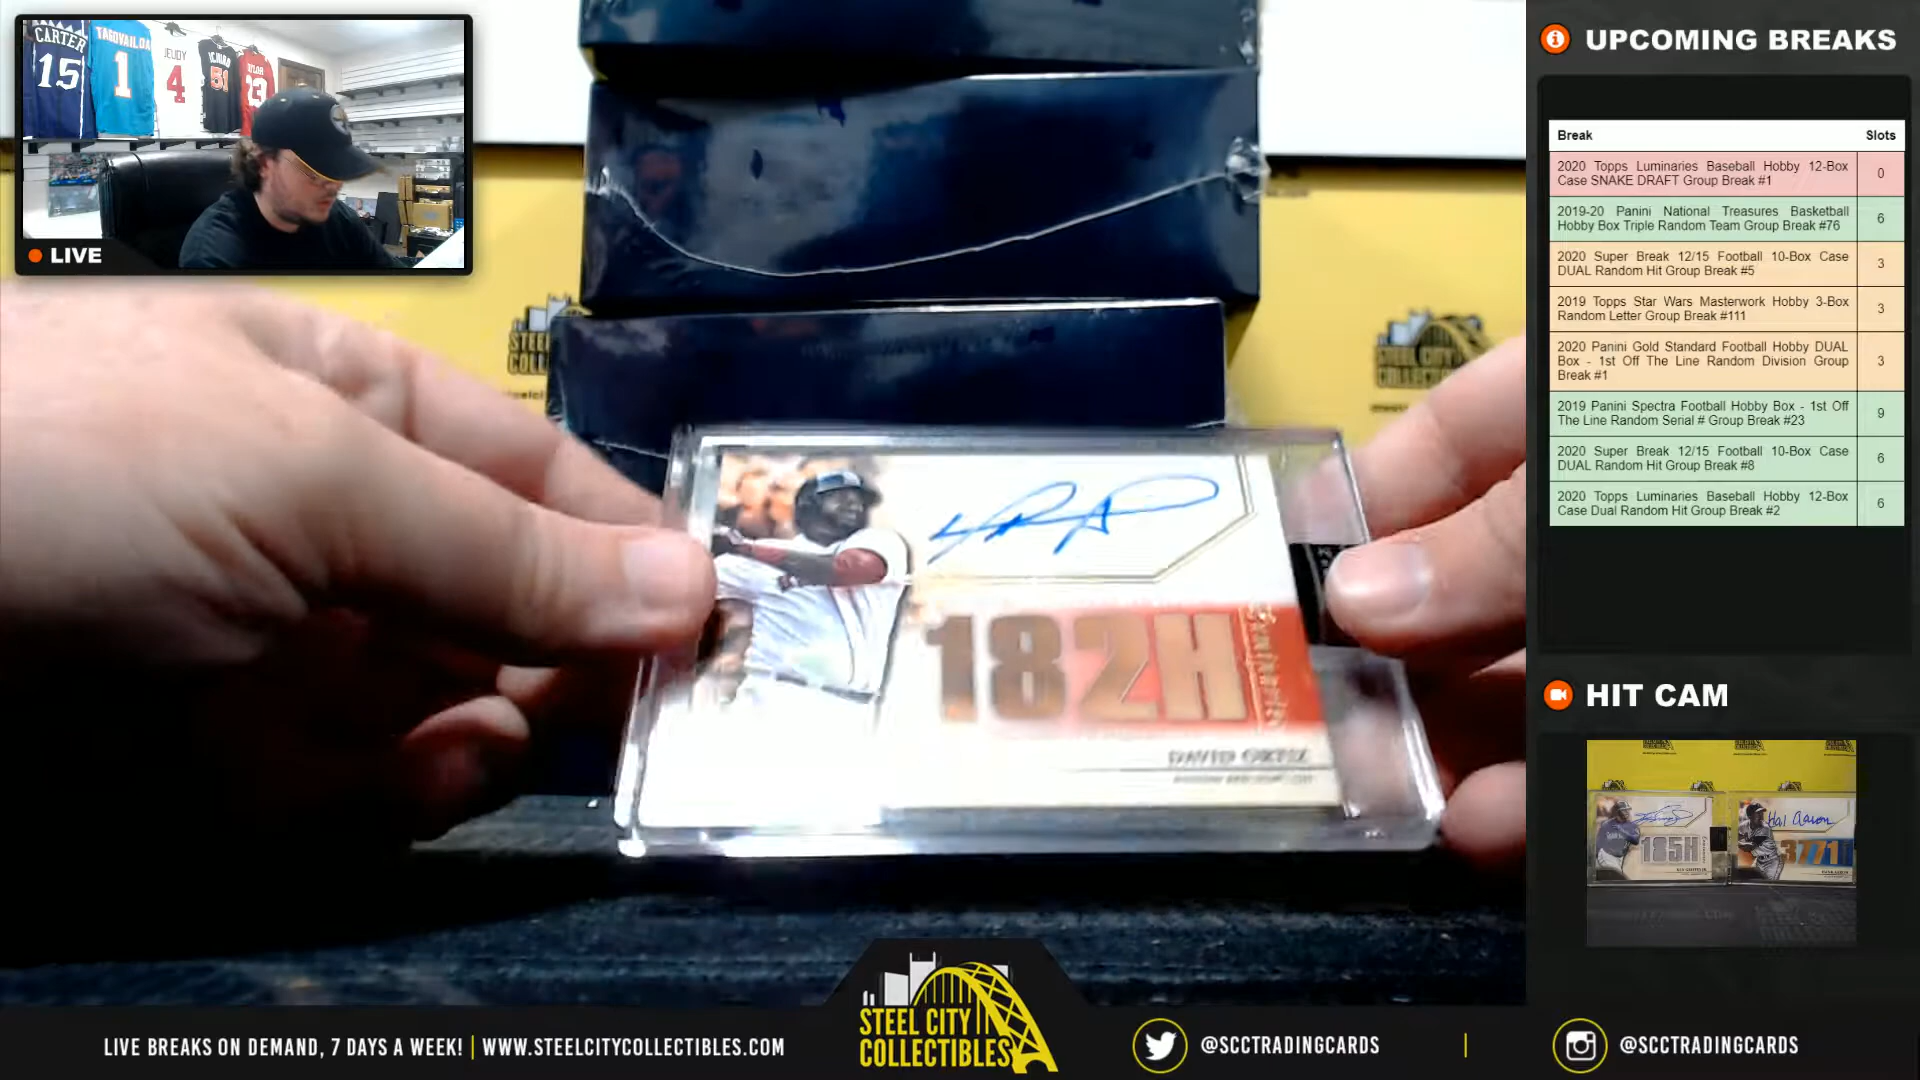 CARTER
15
TAGOVAILOA
1
JEUDY
4
ICHIRO
51
23
LIVE
182H
DAVID ORTIZ
UPCOMING BREAKS
Break Slots
2020 Topps Luminaries Baseball Hobby 12-Box
Case SNAKE DRAFT Group Break #1 0
2019-20 Panini National Treasures Basketball
Hobby Box Triple Random Team Group Break #76 6
2020 Super Break 12/15 Football 10-Box Case
DUAL Random Hit Group Break #5 3
2019 Topps Star Wars Masterwork Hobby 3-Box
Random Letter Group Break #111 3
2020 Panini Gold Standard Football Hobby DUAL
Box - 1st Off The Line Random Division Group
Break #1 3
2019 Panini Spectra Football Hobby Box - 1st Off
The Line Random Serial # Group Break #23 9
2020 Super Break 12/15 Football 10-Box Case
DUAL Random Hit Group Break #8 6
2020 Topps Luminaries Baseball Hobby 12-Box
Case Dual Random Hit Group Break #2 6
HIT CAM
185H
Hal Aaron
3771
STEEL CITY
COLLECTIBLES
LIVE BREAKS ON DEMAND, 7 DAYS A WEEK! | WWW.STEELCITYCOLLECTIBLES.COM
@SCCTRADINGCARDS
@SCCTRADINGCARDS